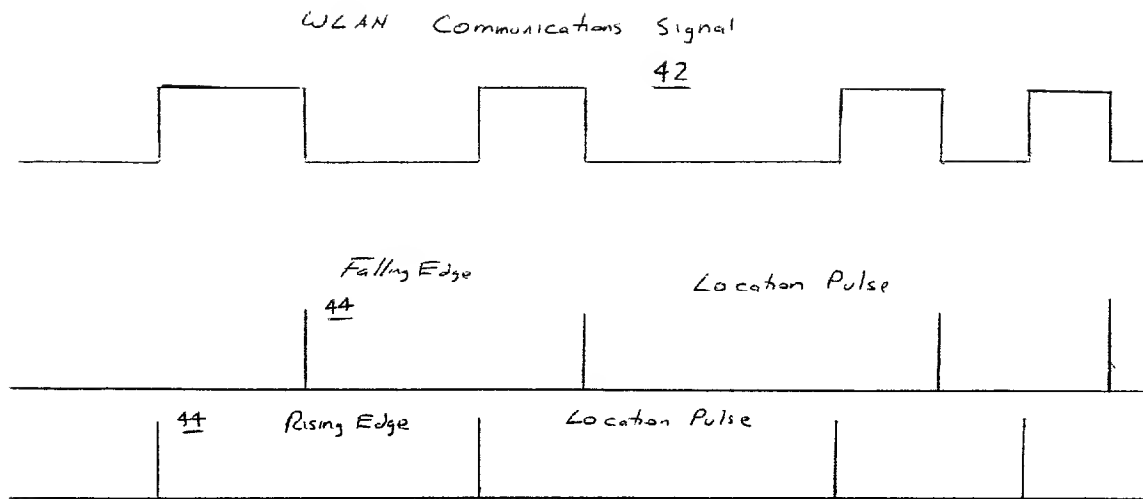 WLAN Communications Signal
42
Falling Edge Location Pulse
44
44 Rising Edge Location Pulse